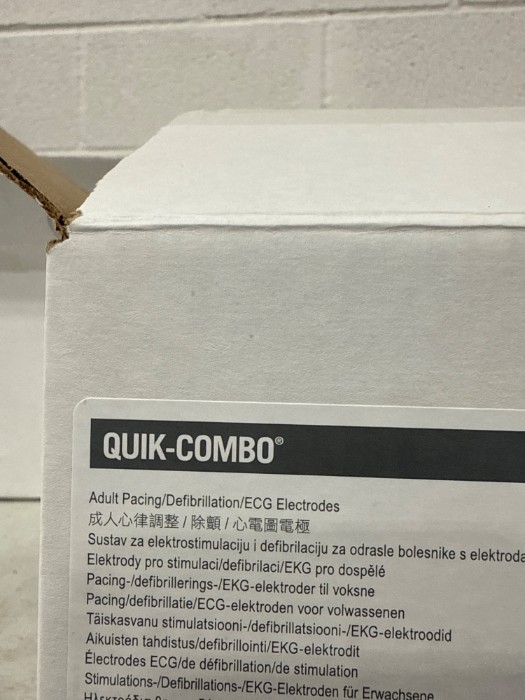 QUIK-COMBO®
Adult Pacing/Defibrillation/ECG Electrodes
成人心律調整 / 除顫 / 心電圖電極
Sustav za elektrostimulaciju i defibrilaciju za odrasle bolesnike s elektroda
Elektrody pro stimulaci/defibrilaci/EKG pro dospělé
Pacing-/defibrillerings-/EKG-elektroder til voksne
Pacing/defibrillatie/ECG-elektroden voor volwassenen
Täiskasvanu stimulatsiooni-/defibrillatsiooni-/EKG-elektroodid
Aikuisten tahdistus/defibrillointi/EKG-elektrodit
Électrodes ECG/de défibrillation/de stimulation
Stimulations-/Defibrillations-/EKG-Elektroden für Erwachsene